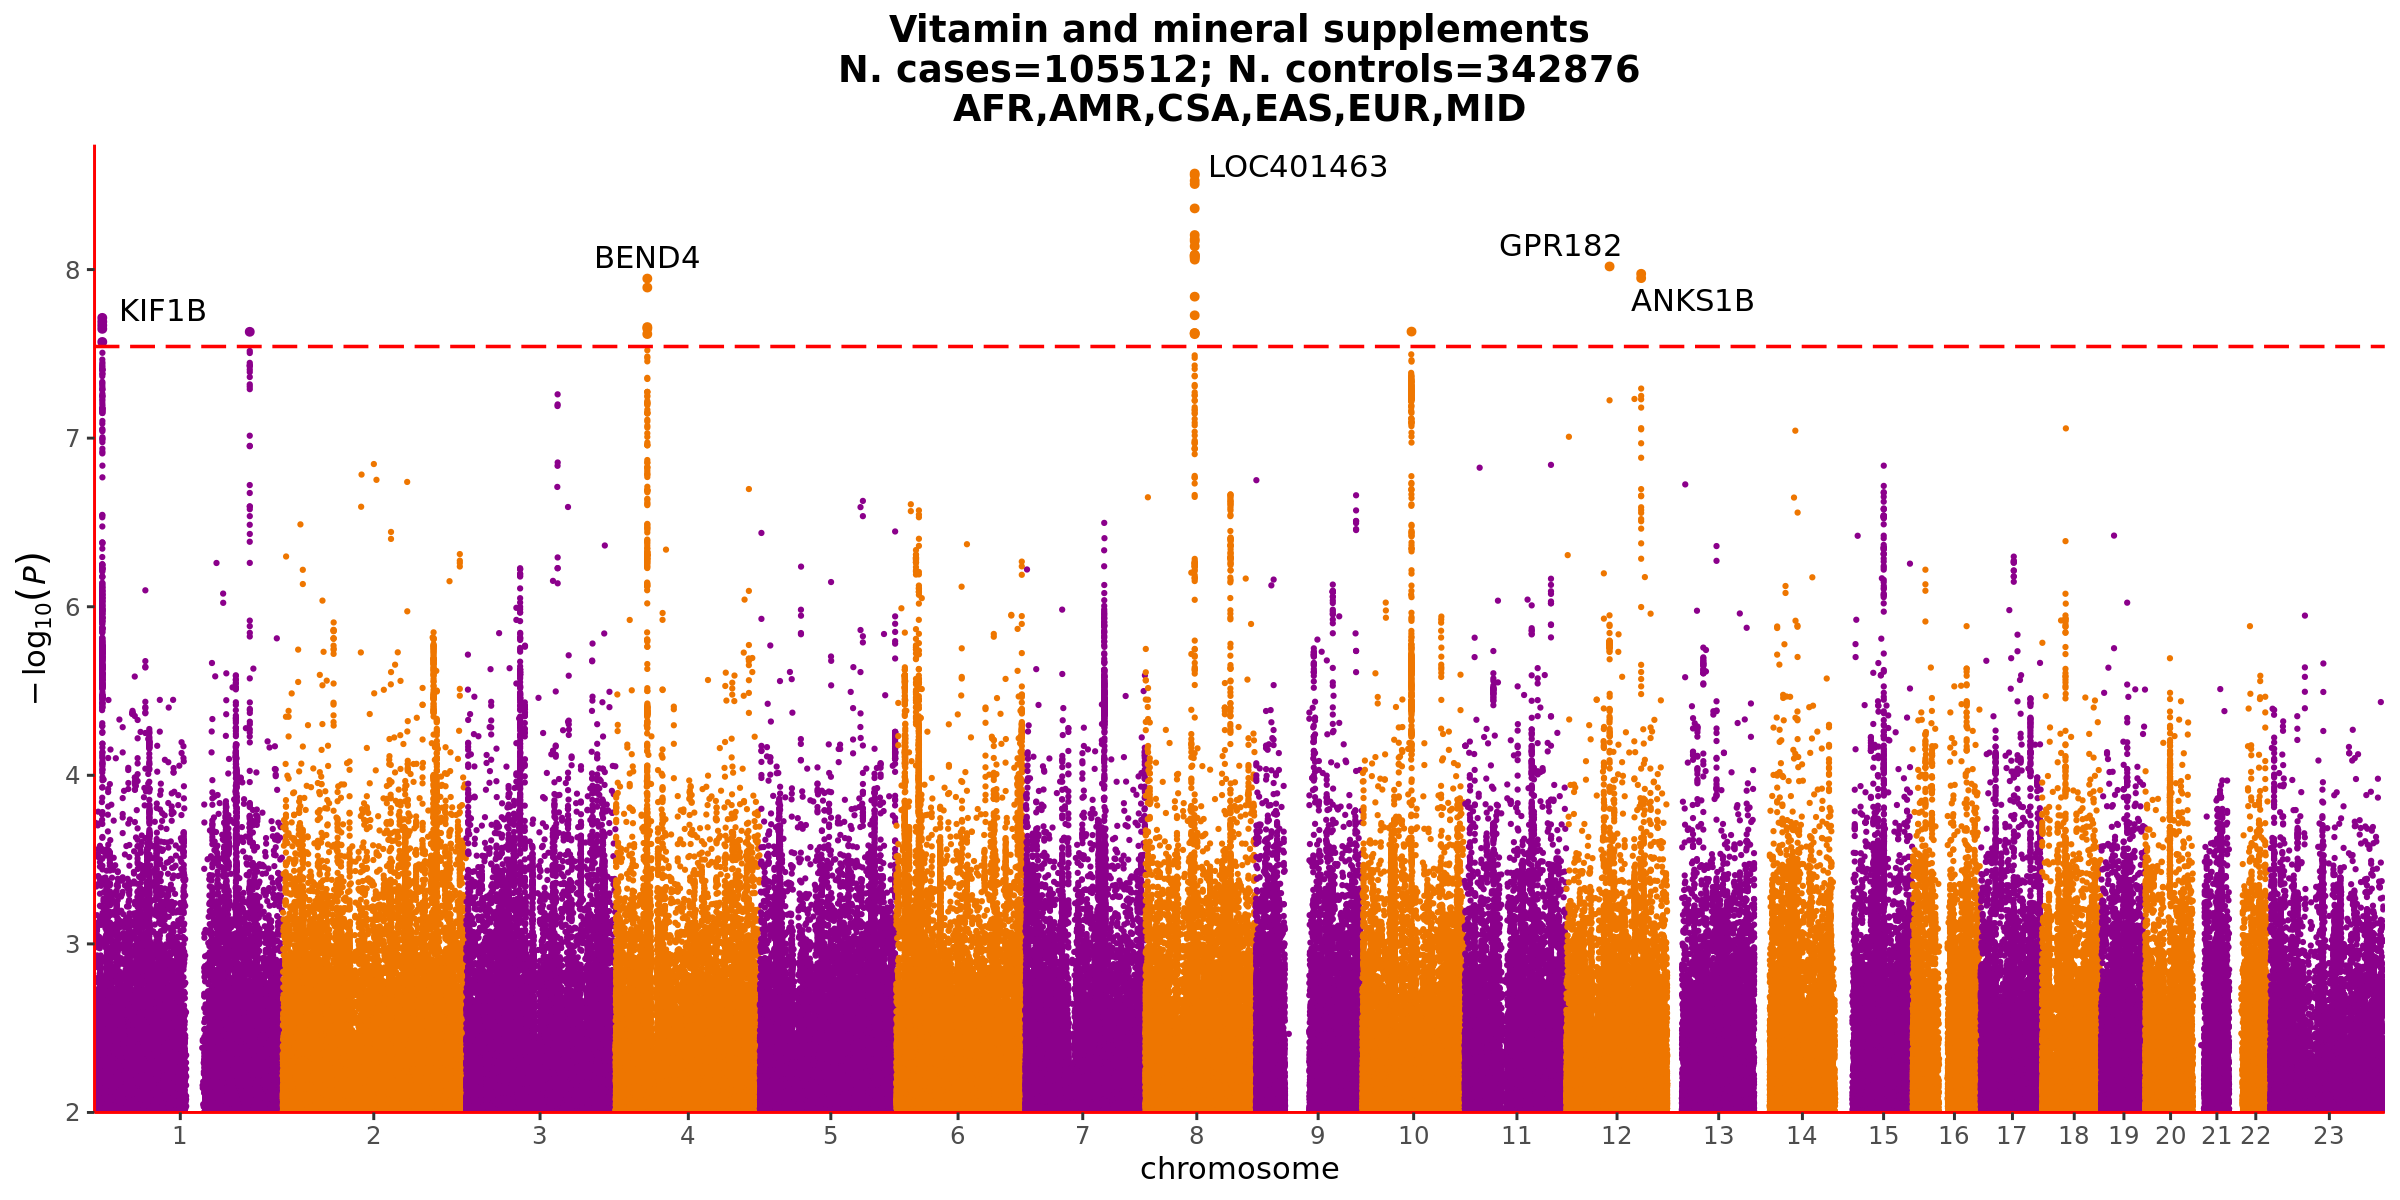 Vitamin and mineral supplements
N. cases=105512; N. controls=342876
AFR,AMR,CSA,EAS,EUR,MID
LOC401463
GPR182
BEND4
ANKS1B
KIF1B
8
7
6
4
3
2
−log10(P)
1 2 3 4 5 6 7 8 9 10 11 12 13 14 15 16 17 18 19 20 21 22 23
chromosome